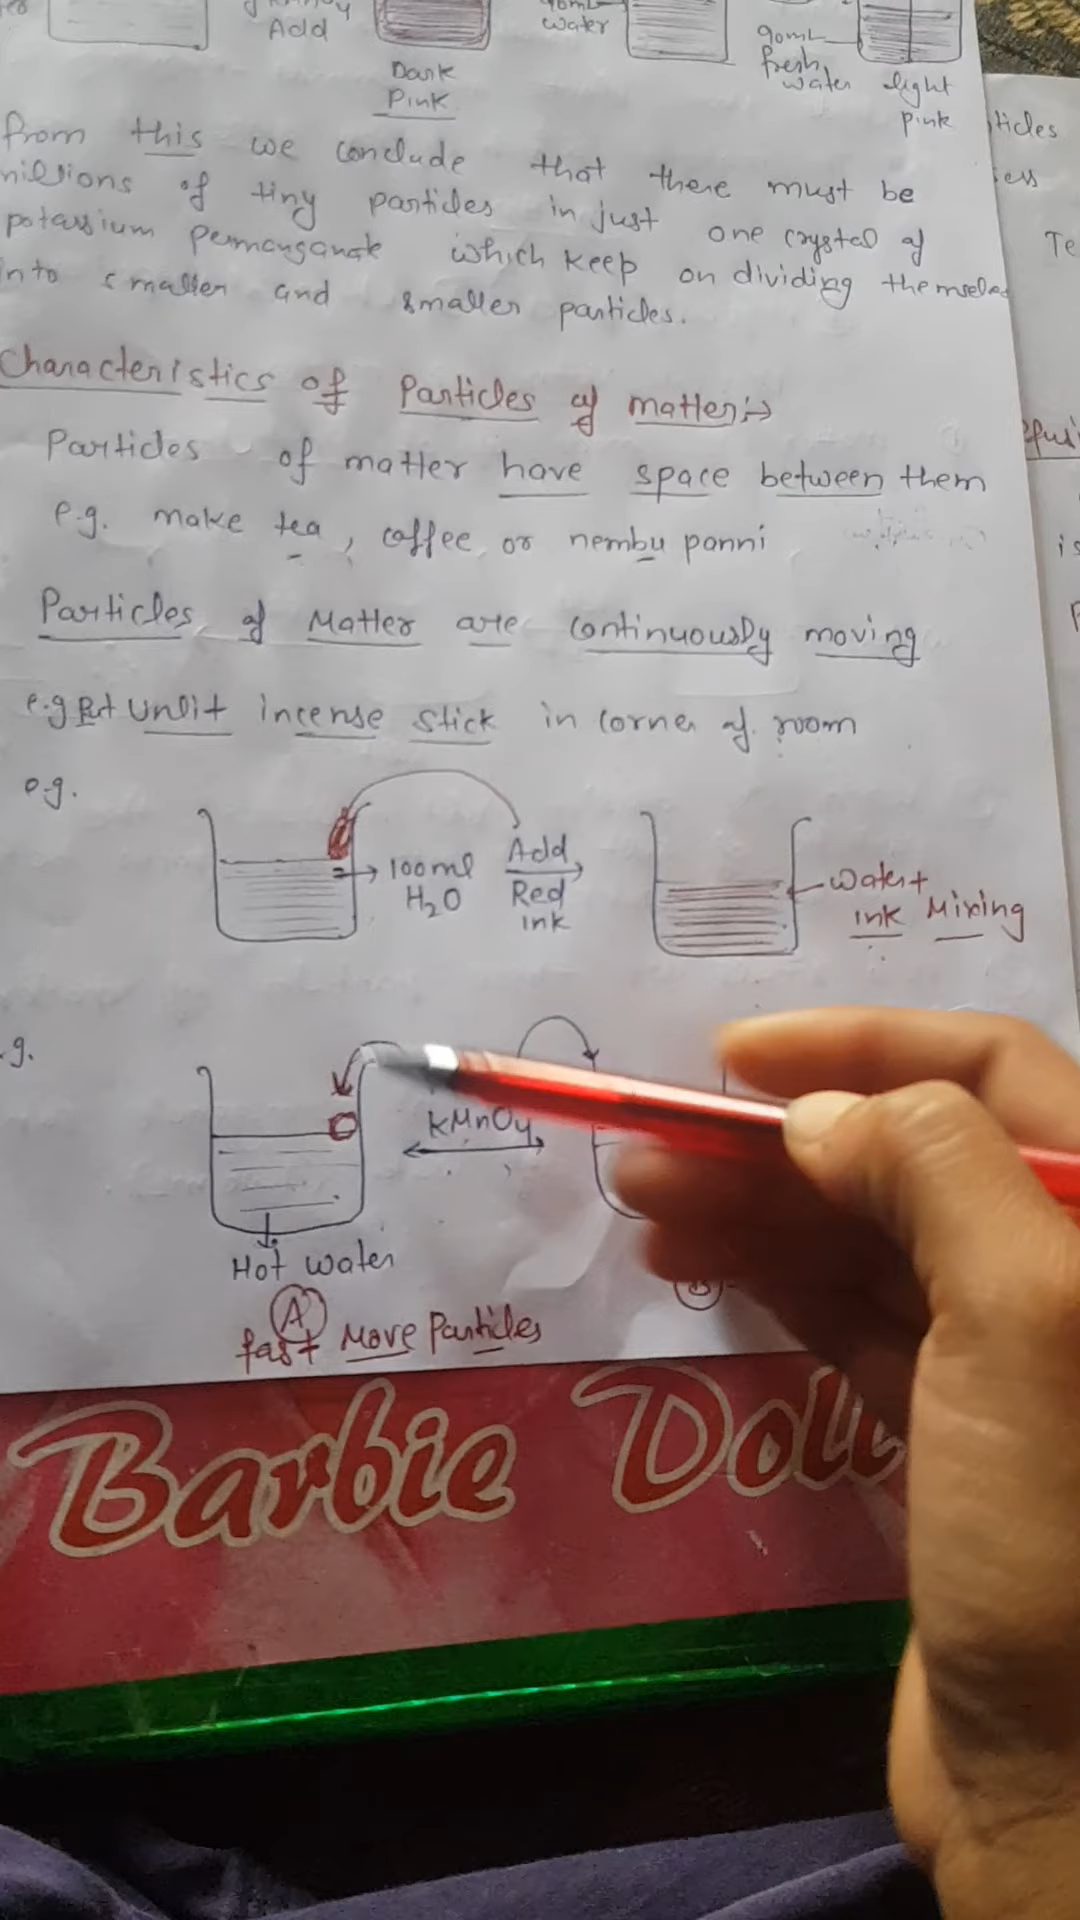 Add
water
90mL
fresh
water
Dark
Pink
light
pink
from this we conclude that there must be
millions of tiny particles in just one crystal of
potassium permanganate which keep on dividing themselves
into smaller and smaller particles.
ticles
Te
Characteristics of Particles of matter:→
Particles of matter have space between them
e.g. make tea, coffee or nembu panni
is
Particles of Matter are continuously moving
e.g Put unlit incense stick in corner of room
e.g.
→ 100ml
H2O
Add
Red
ink
water+
ink Mixing
.g.
KMnO4
Hot water
A
fast Move Particles
B
Barbie Doll